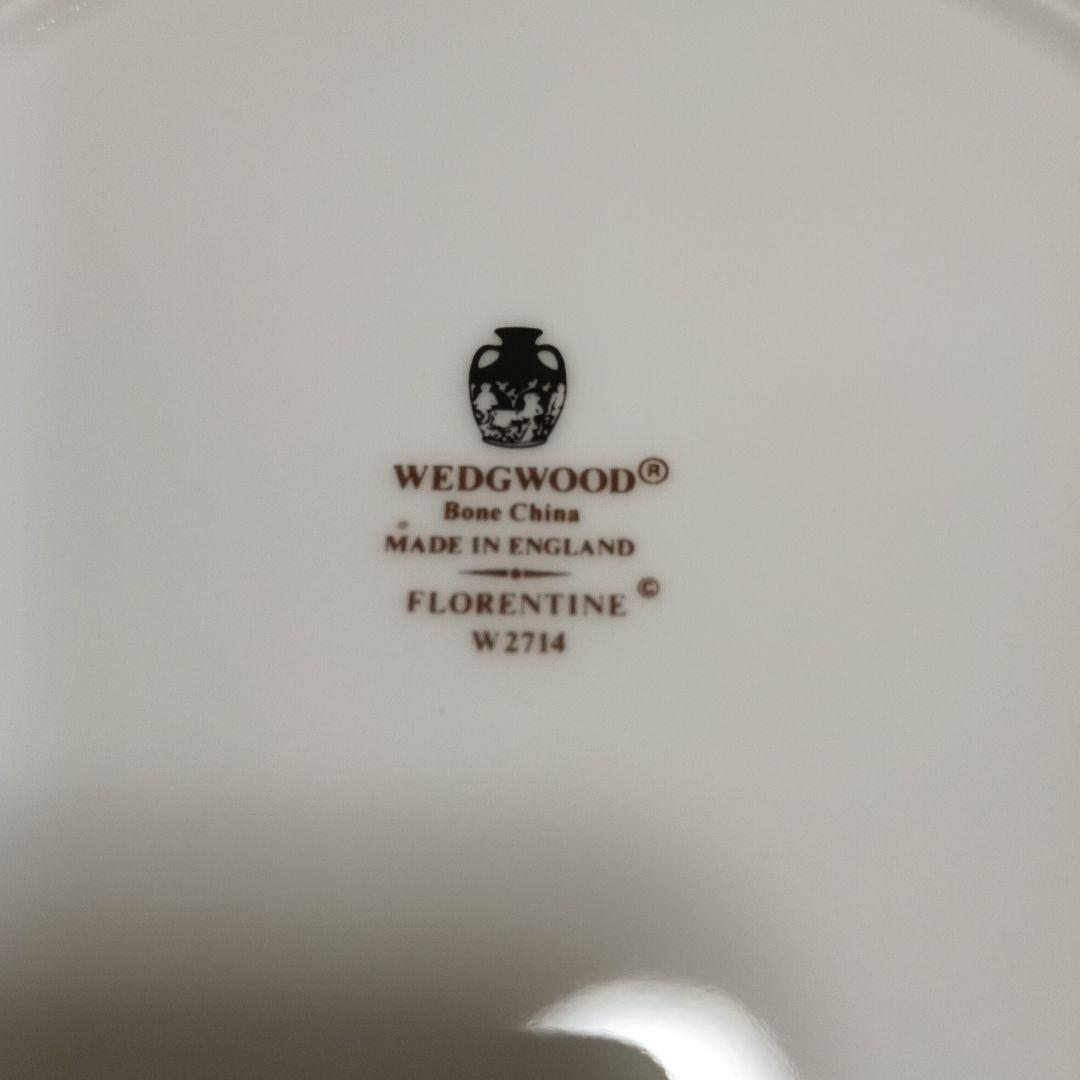 WEDGWOOD®
Bone China
MADE IN ENGLAND
FLORENTINE ©
W2714